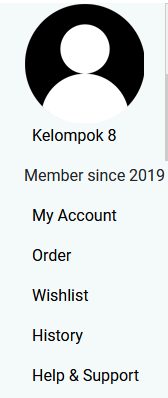 Kelompok 8
Member since 2019
My Account
Order
Wishlist
History
Help & Support